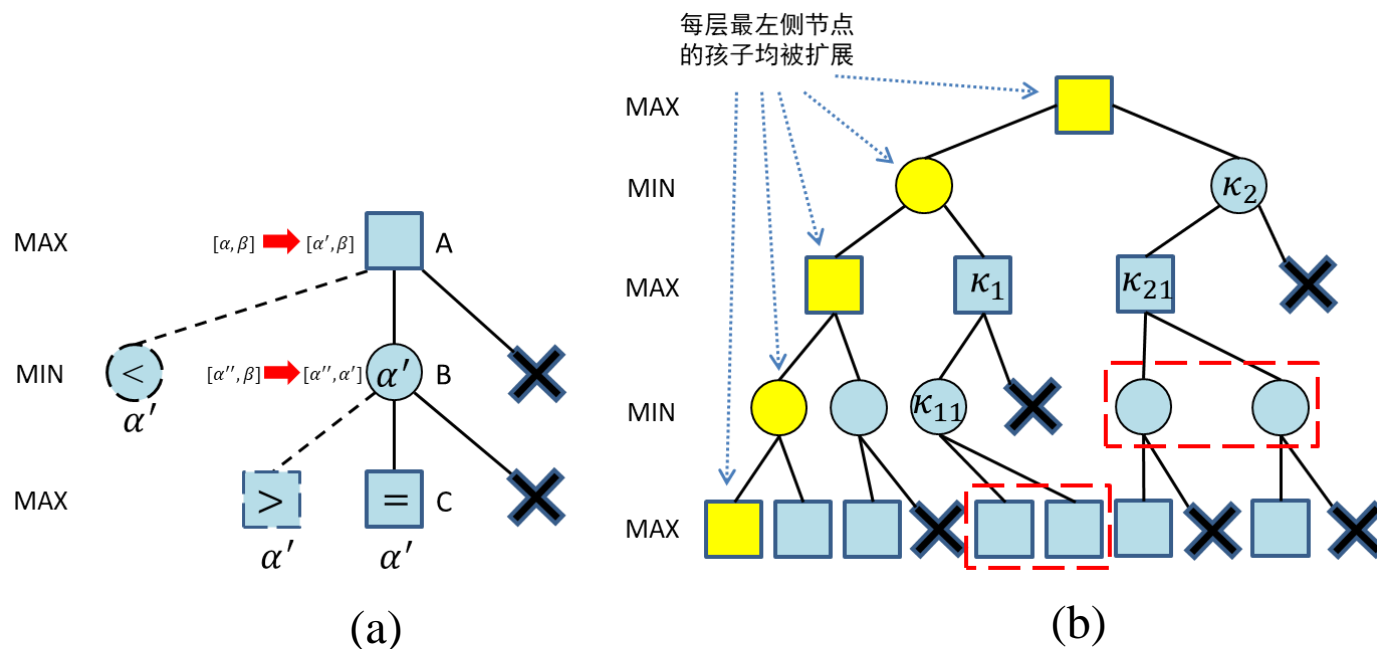 每层最左侧节点
的孩子均被扩展
MAX
MIN
κ₂
MAX
κ₁
κ₂₁
MIN
κ₁₁
MAX
(b)
MAX
[α, β]
[α′, β]
A
MIN
<
α′
[α′′, β]
[α′′, α′]
α′
B
MAX
>
α′
=
C
α′
(a)